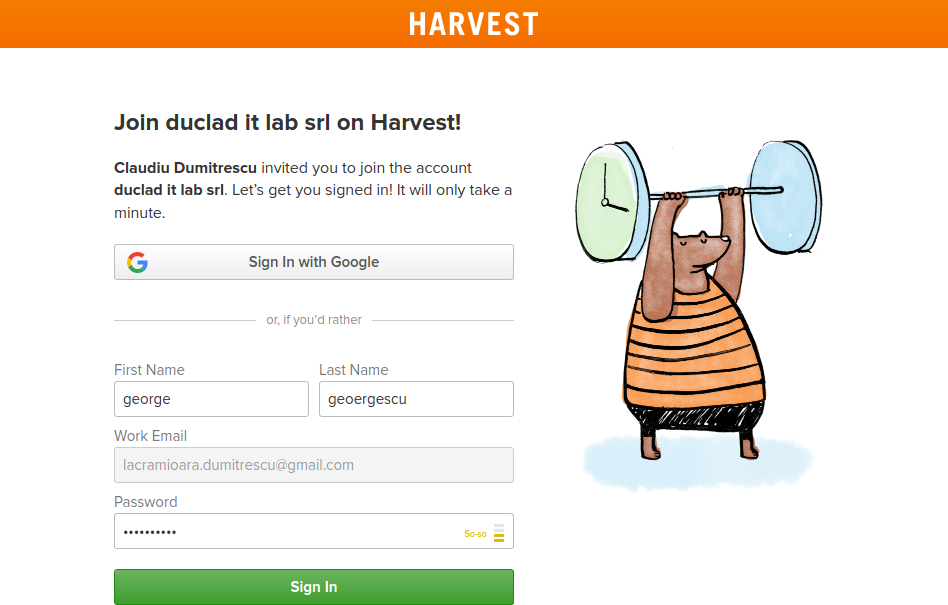 HARVEST
Join duclad it lab srl on Harvest!
Claudiu Dumitrescu invited you to join the account
duclad it lab srl. Let's get you signed in! It will only take a
minute.
Sign In with Google
or, if you'd rather
First Name Last Name
george geoergescu
Work Email
lacramioara.dumitrescu@gmail.com
Password
•••••••••• So-so
Sign In